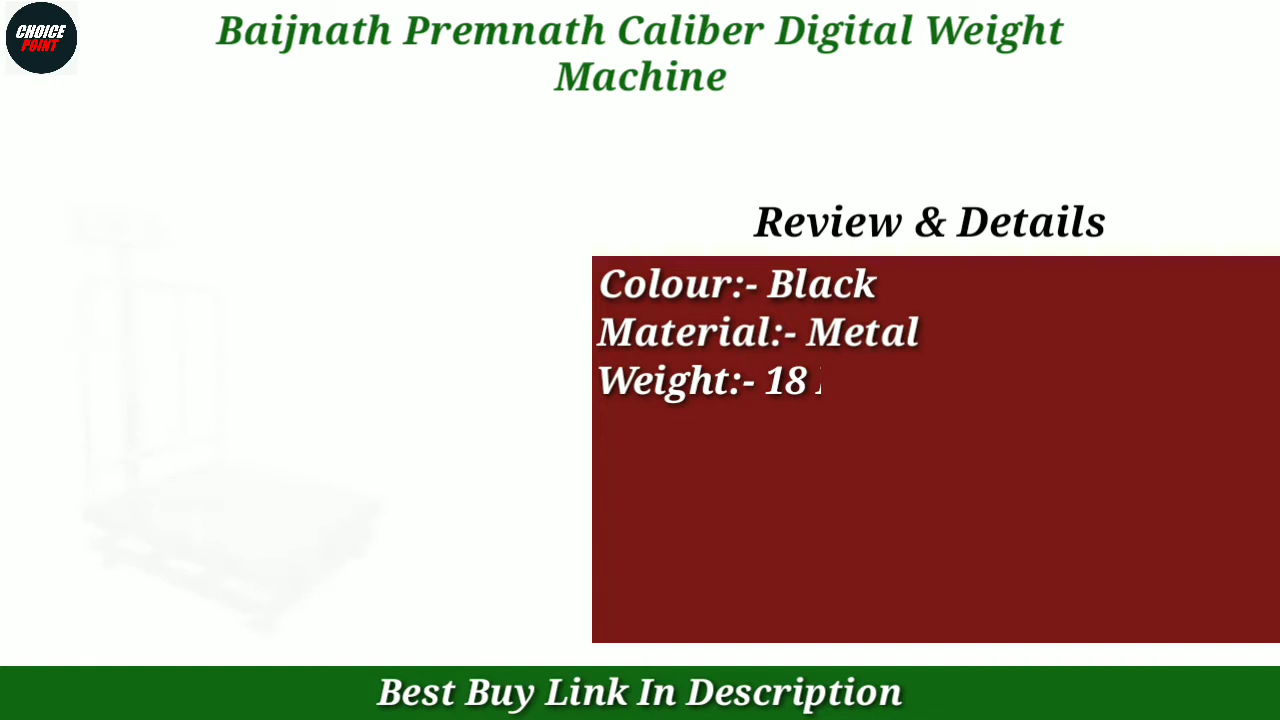 CHOICE
POINT
Baijnath Premnath Caliber Digital Weight
Machine
Review & Details
Colour:- Black
Material:- Metal
Weight:- 18
Best Buy Link In Description